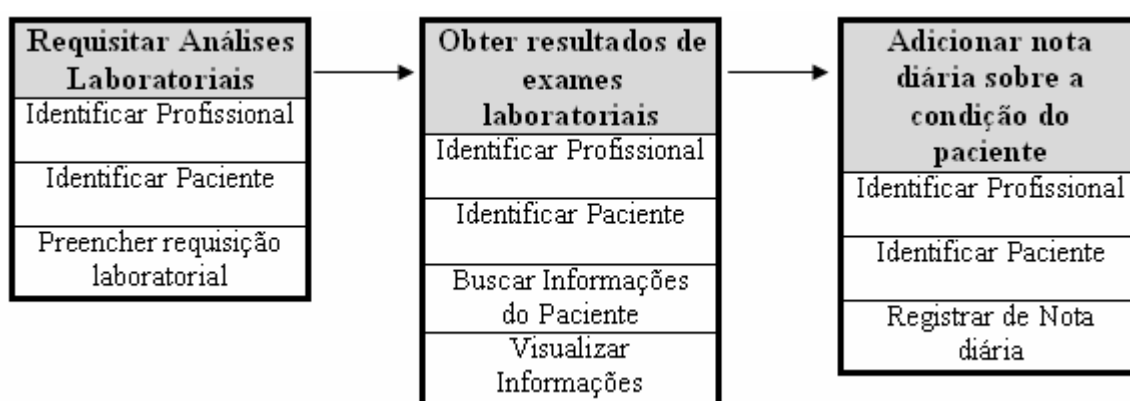 Requisitar Análises
Laboratoriais
Identificar Profissional
Identificar Paciente
Preencher requisição
laboratorial
Obter resultados de
exames
laboratoriais
Identificar Profissional
Identificar Paciente
Buscar Informações
do Paciente
Visualizar
Informações
Adicionar nota
diária sobre a
condição do
paciente
Identificar Profissional
Identificar Paciente
Registrar de Nota
diária